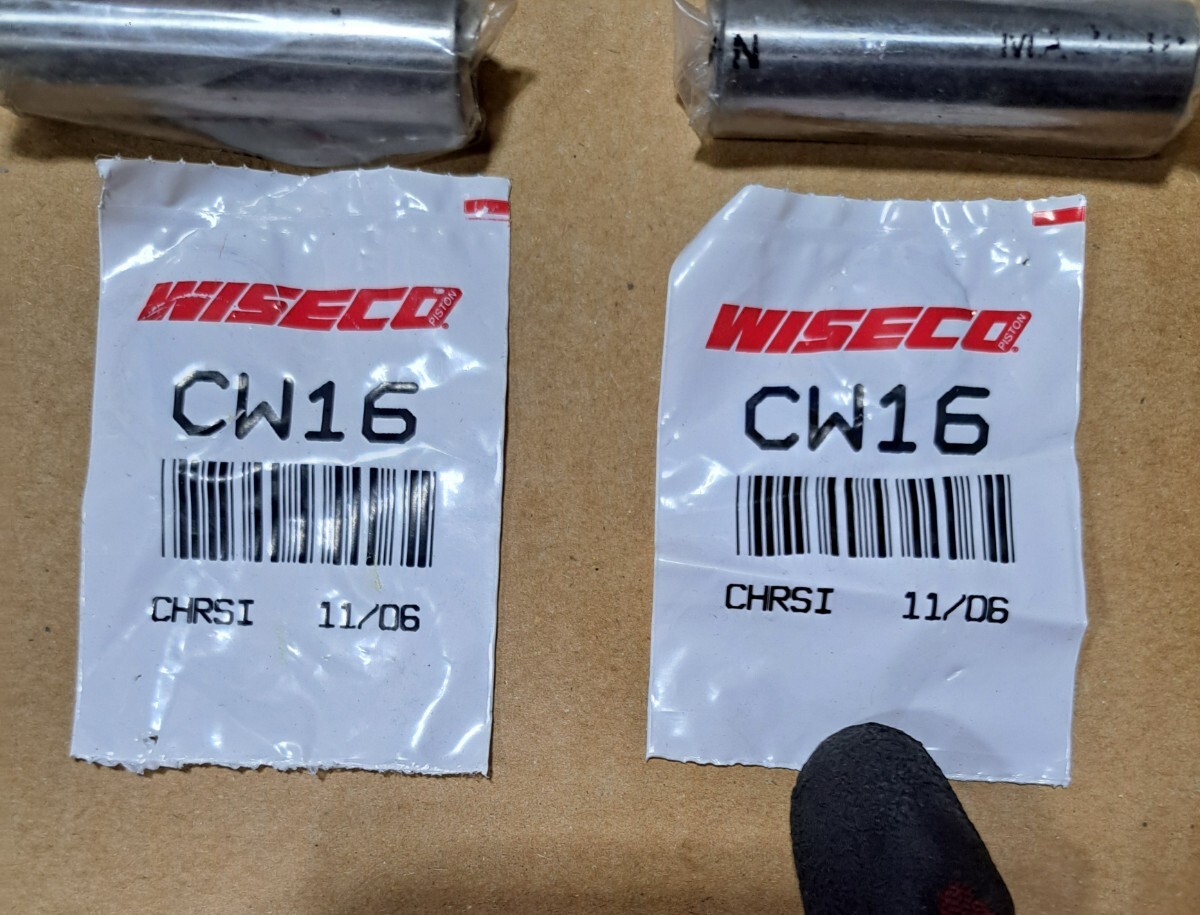 N
WISECO PISTON
CW16
CHRSI 11/06
WISECO PISTON
CW16
CHRSI 11/06